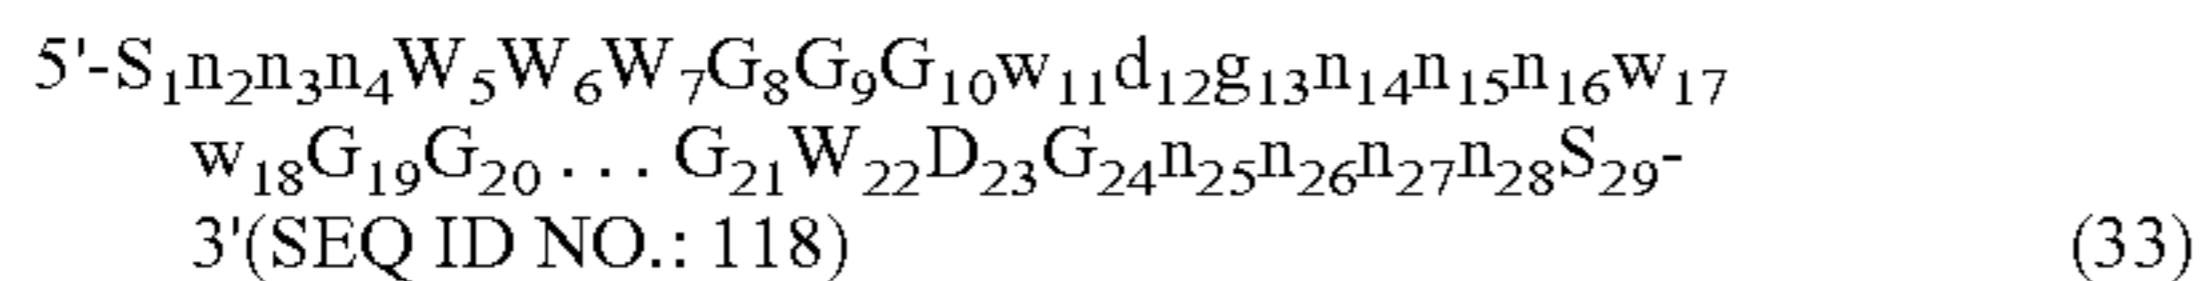 5'-S₁n₂n₃n₄W₅W₆W₇G₈G₉G₁₀w₁₁d₁₂g₁₃n₁₄n₁₅n₁₆w₁₇
w₁₈G₁₉G₂₀ . . . G₂₁W₂₂D₂₃G₂₄n₂₅n₂₆n₂₇n₂₈S₂₉-
3'(SEQ ID NO.: 118) (33)